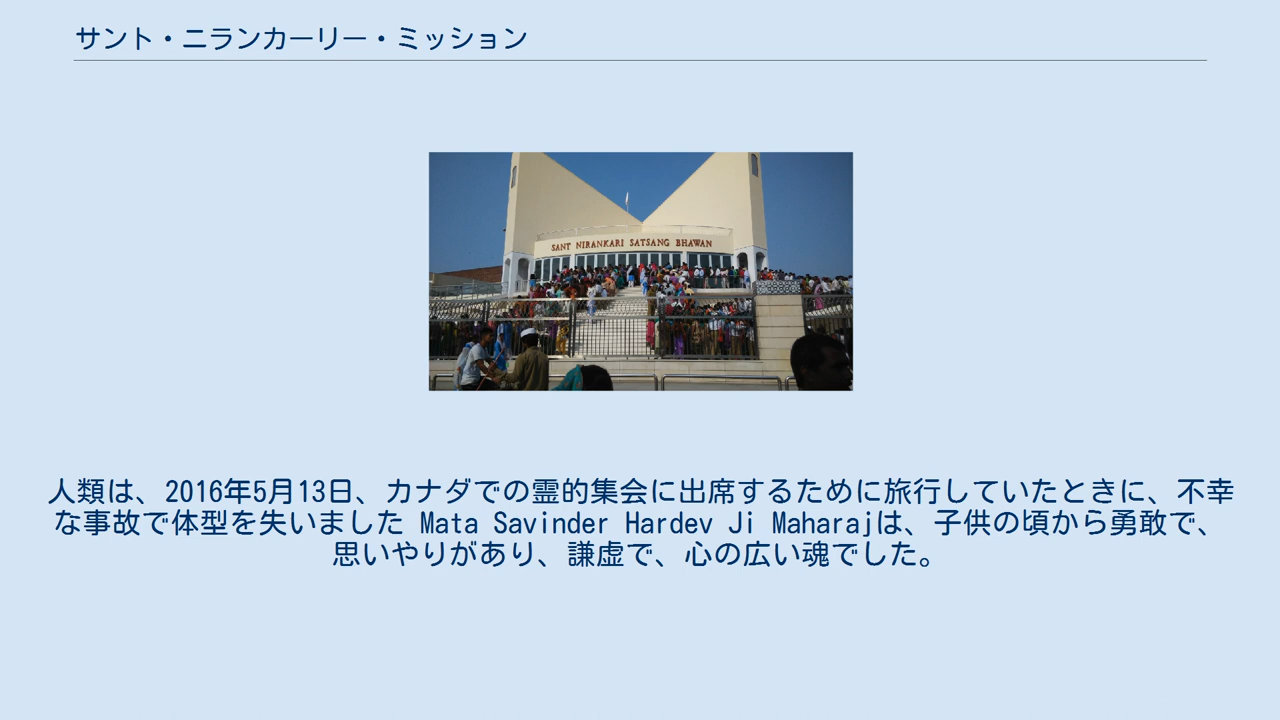 サント・ニランカーリー・ミッション
SANT NIRANKARI SATSANG BHAWAN
人類は、2016年5月13日、カナダでの霊的集会に出席するために旅行していたときに、不幸
な事故で体型を失いました Mata Savinder Hardev Ji Maharajは、子供の頃から勇敢で、
思いやりがあり、謙虚で、心の広い魂でした。